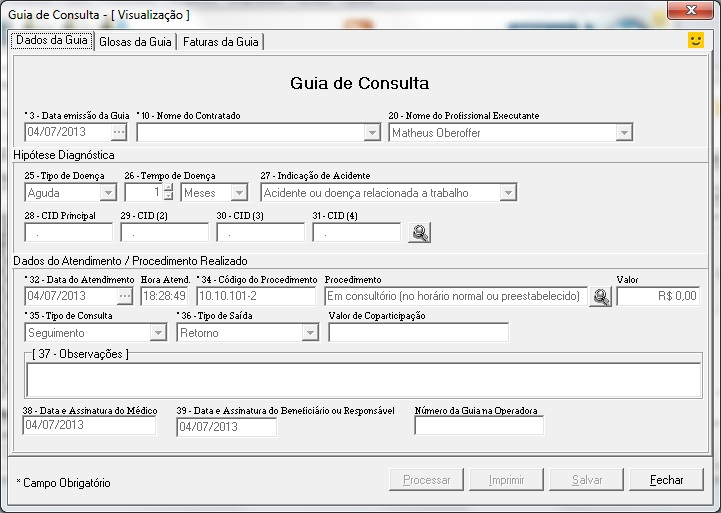 Guia de Consulta - [ Visualização ]
Dados da Guia Glosas da Guia Faturas da Guia
Guia de Consulta
* 3 - Data emissão da Guia * 10 - Nome do Contratado 20 - Nome do Profissional Executante
04/07/2013 ... Matheus Oberoffer
Hipótese Diagnóstica
25 - Tipo de Doença 26 - Tempo de Doença 27 - Indicação de Acidente
Aguda 1 Meses Acidente ou doença relacionada a trabalho
28 - CID Principal 29 - CID (2) 30 - CID (3) 31 - CID (4)
. . . .
Dados do Atendimento / Procedimento Realizado
* 32 - Data do Atendimento Hora Atend. * 34 - Código do Procedimento Procedimento Valor
04/07/2013 ... 18:28:49 10.10.101-2 Em consultório (no horário normal ou preestabelecido) R$ 0,00
* 35 - Tipo de Consulta * 36 - Tipo de Saída Valor de Coparticipação
Seguimento Retorno
[ 37 - Observações ]
38 - Data e Assinatura do Médico 39 - Data e Assinatura do Beneficiário ou Responsável Número da Guia na Operadora
04/07/2013 04/07/2013
* Campo Obrigatório Processar Imprimir Salvar Fechar